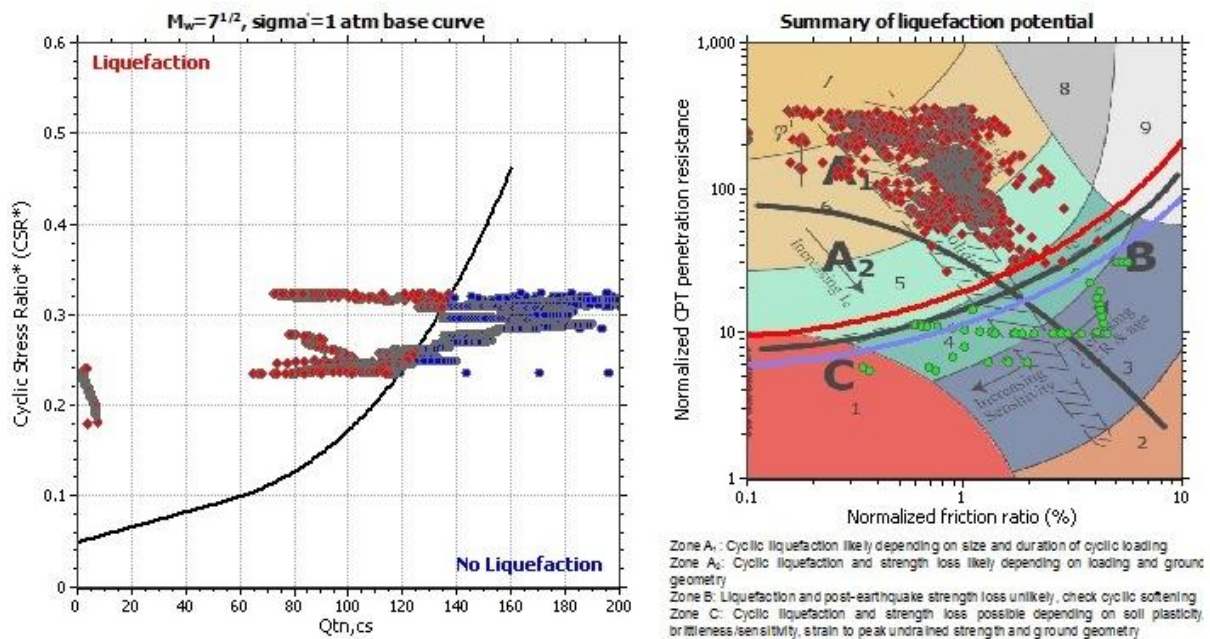 M_w=7^1/2, sigma'=1 atm base curve
Liquefaction
No Liquefaction
Cyclic Stress Ratio* (CSR*)
0.6
0.5
0.4
0.3
0.2
0.1
0
0 20 40 60 80 100 120 140 160 180 200
Qtn,cs
Summary of liquefaction potential
Normalized CPT penetration resistance
1,000
100
10
1
0.1 1 10
Normalized friction ratio (%)
8
9
A1
6
A2
Increasing Ic
5
B
4
C
3
Increasing
Sensitivity
Increasing
1
2
Zone A1: Cyclic liquefaction likely depending on size and duration of cyclic loading
Zone A2: Cyclic liquefaction and strength loss likely depending on loading and ground
geometry
Zone B: Liquefaction and post-earthquake strength loss unlikely, check cyclic softening
Zone C: Cyclic liquefaction and strength loss possible depending on soil plasticity,
brittleness/sensitivity, strain to peak undrained strength and ground geometry